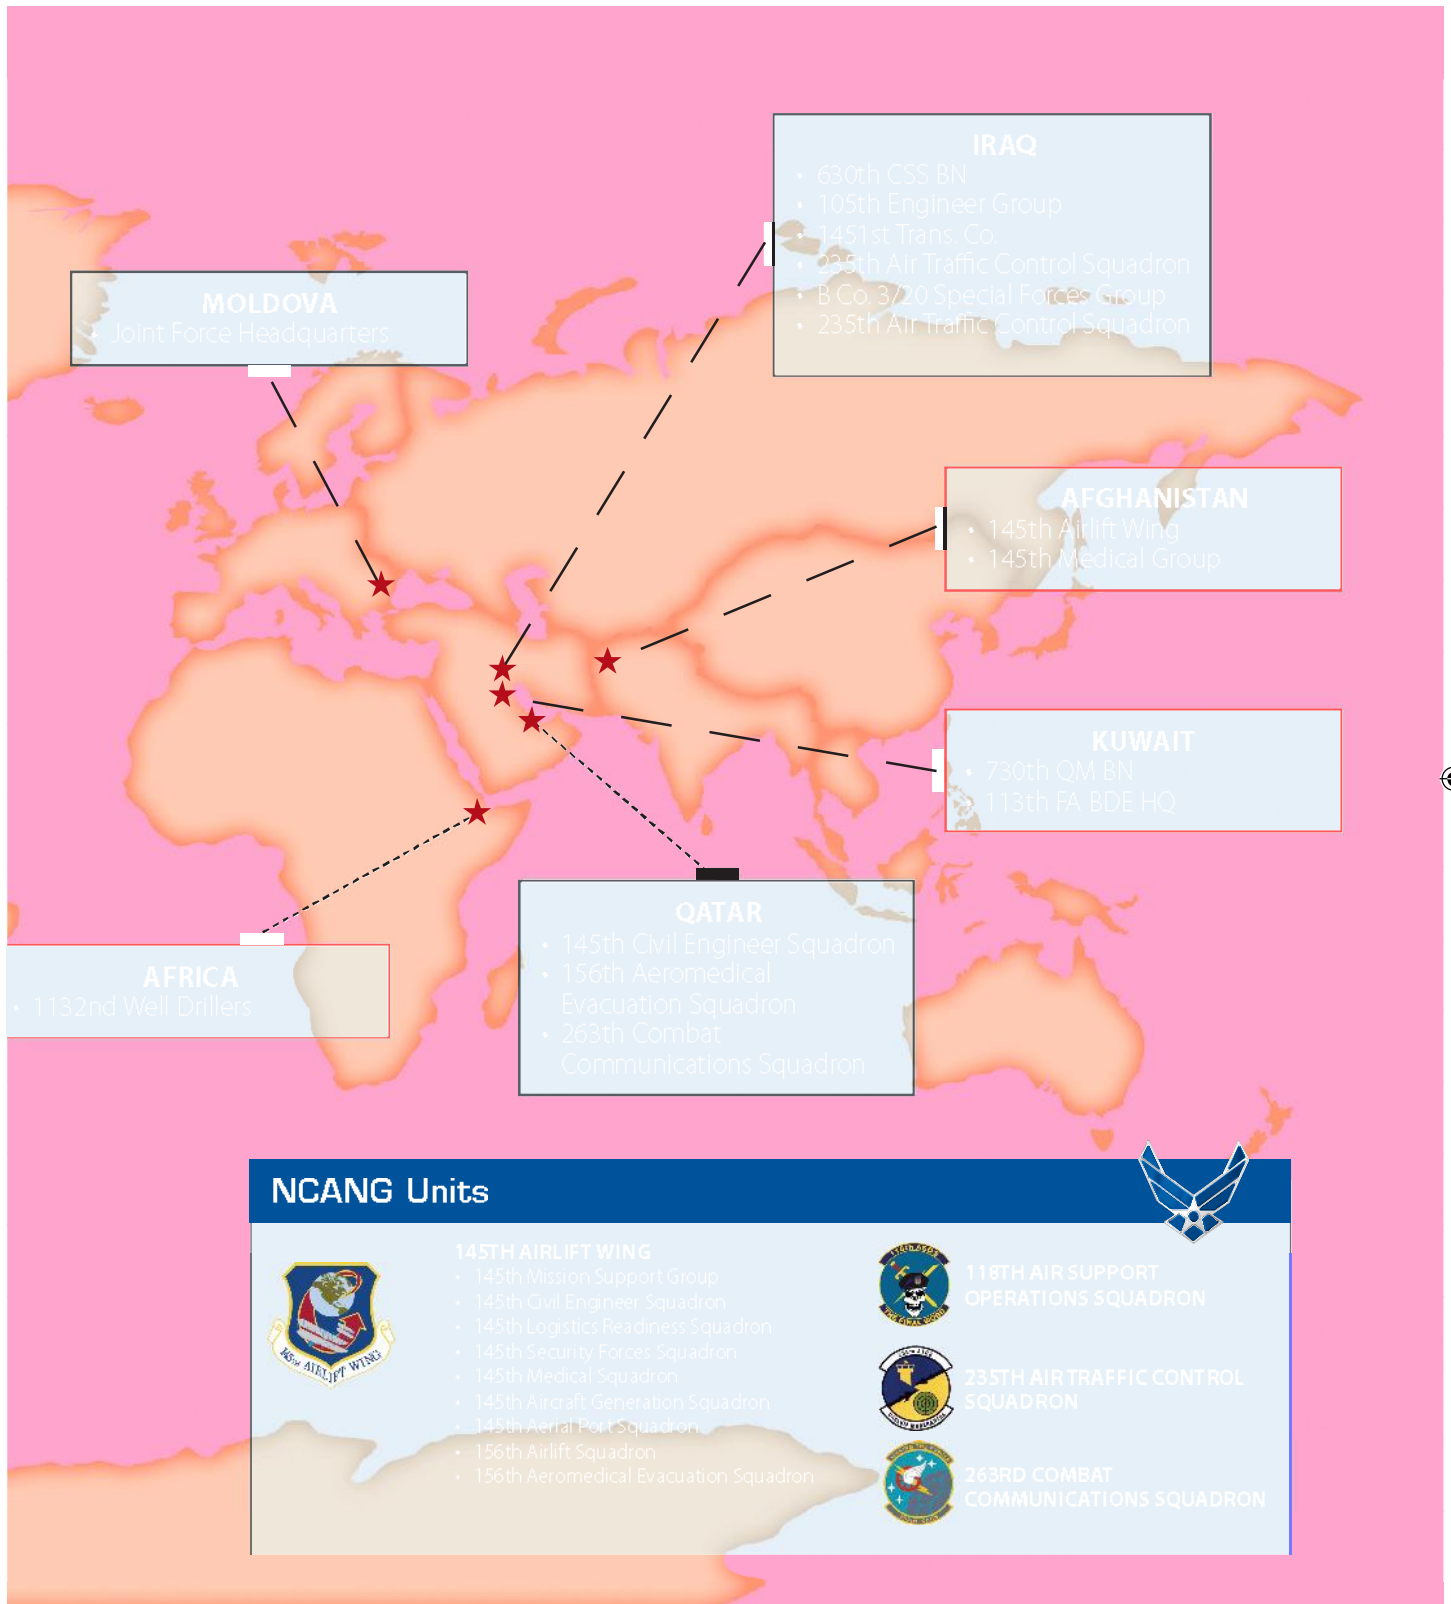 IRAQ
• 630th CSS BN
• 105th Engineer Group
• 1451st Trans. Co.
• 235th Air Traffic Control Squadron
• B Co. 3/20 Special Forces Group
• 235th Air Traffic Control Squadron
MOLDOVA
• Joint Force Headquarters
AFGHANISTAN
• 145th Airlift Wing
• 145th Medical Group
KUWAIT
• 730th QM BN
• 113th FA BDE HQ
QATAR
• 145th Civil Engineer Squadron
• 156th Aeromedical
Evacuation Squadron
• 263th Combat
Communications Squadron
AFRICA
• 1132nd Well Drillers
NCANG Units
145TH AIRLIFT WING
• 145th Mission Support Group
• 145th Civil Engineer Squadron
• 145th Logistics Readiness Squadron
• 145th Security Forces Squadron
• 145th Medical Squadron
• 145th Aircraft Generation Squadron
• 145th Aerial Port Squadron
• 156th Airlift Squadron
• 156th Aeromedical Evacuation Squadron
145TH AIRLIFT WING
118TH AIR SUPPORT
OPERATIONS SQUADRON
235TH AIR TRAFFIC CONTROL
SQUADRON
263RD COMBAT
COMMUNICATIONS SQUADRON